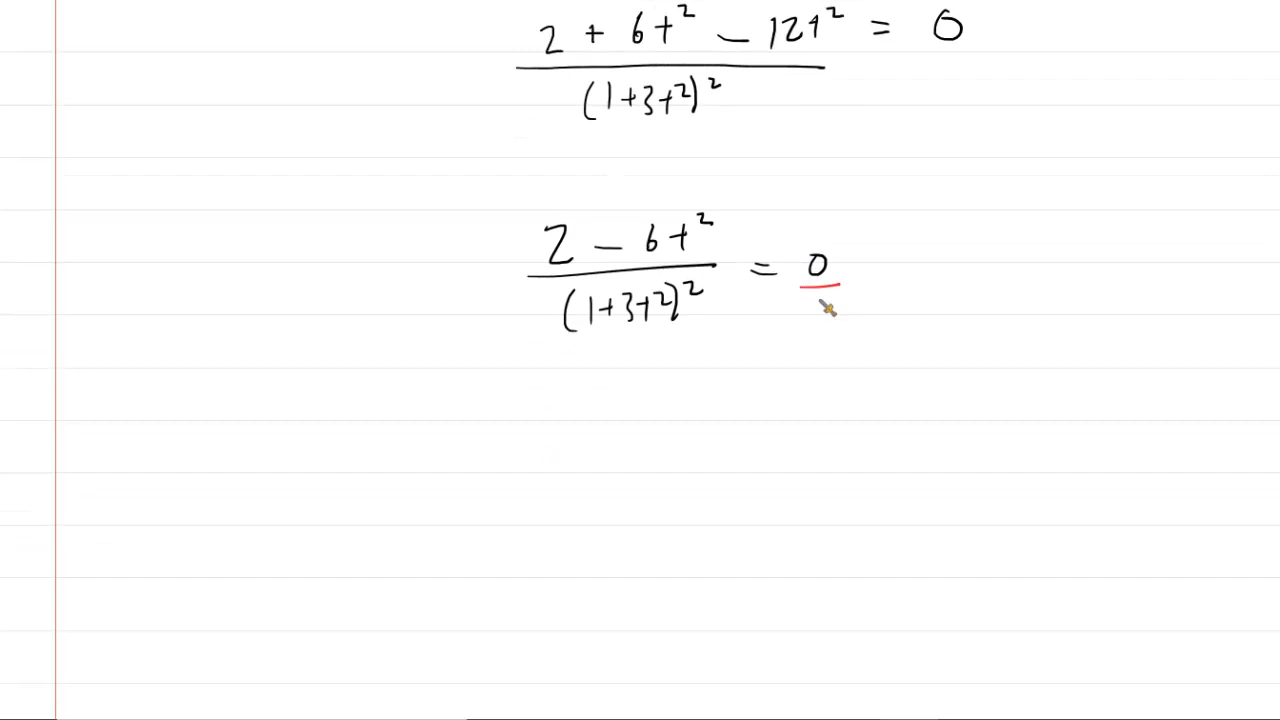 2 + 6t² - 12t² = 0
(1+3t²)²
2 - 6t²
= 0
(1+3t²)²